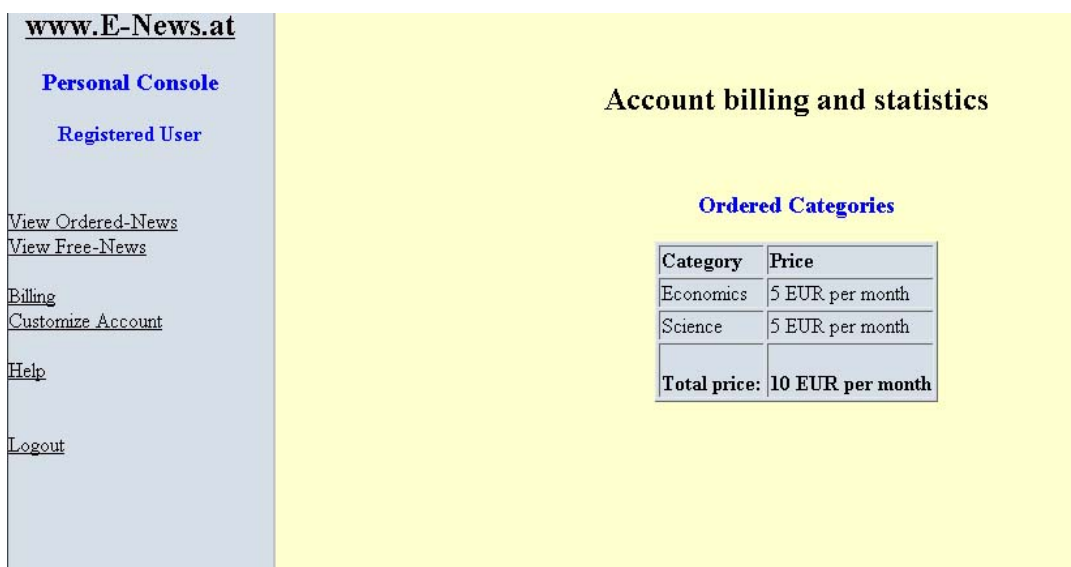 www.E-News.at
Personal Console
Registered User
View Ordered-News
View Free-News
Billing
Customize Account
Help
Logout
Account billing and statistics
Ordered Categories
Category Price
Economics 5 EUR per month
Science 5 EUR per month
Total price: 10 EUR per month